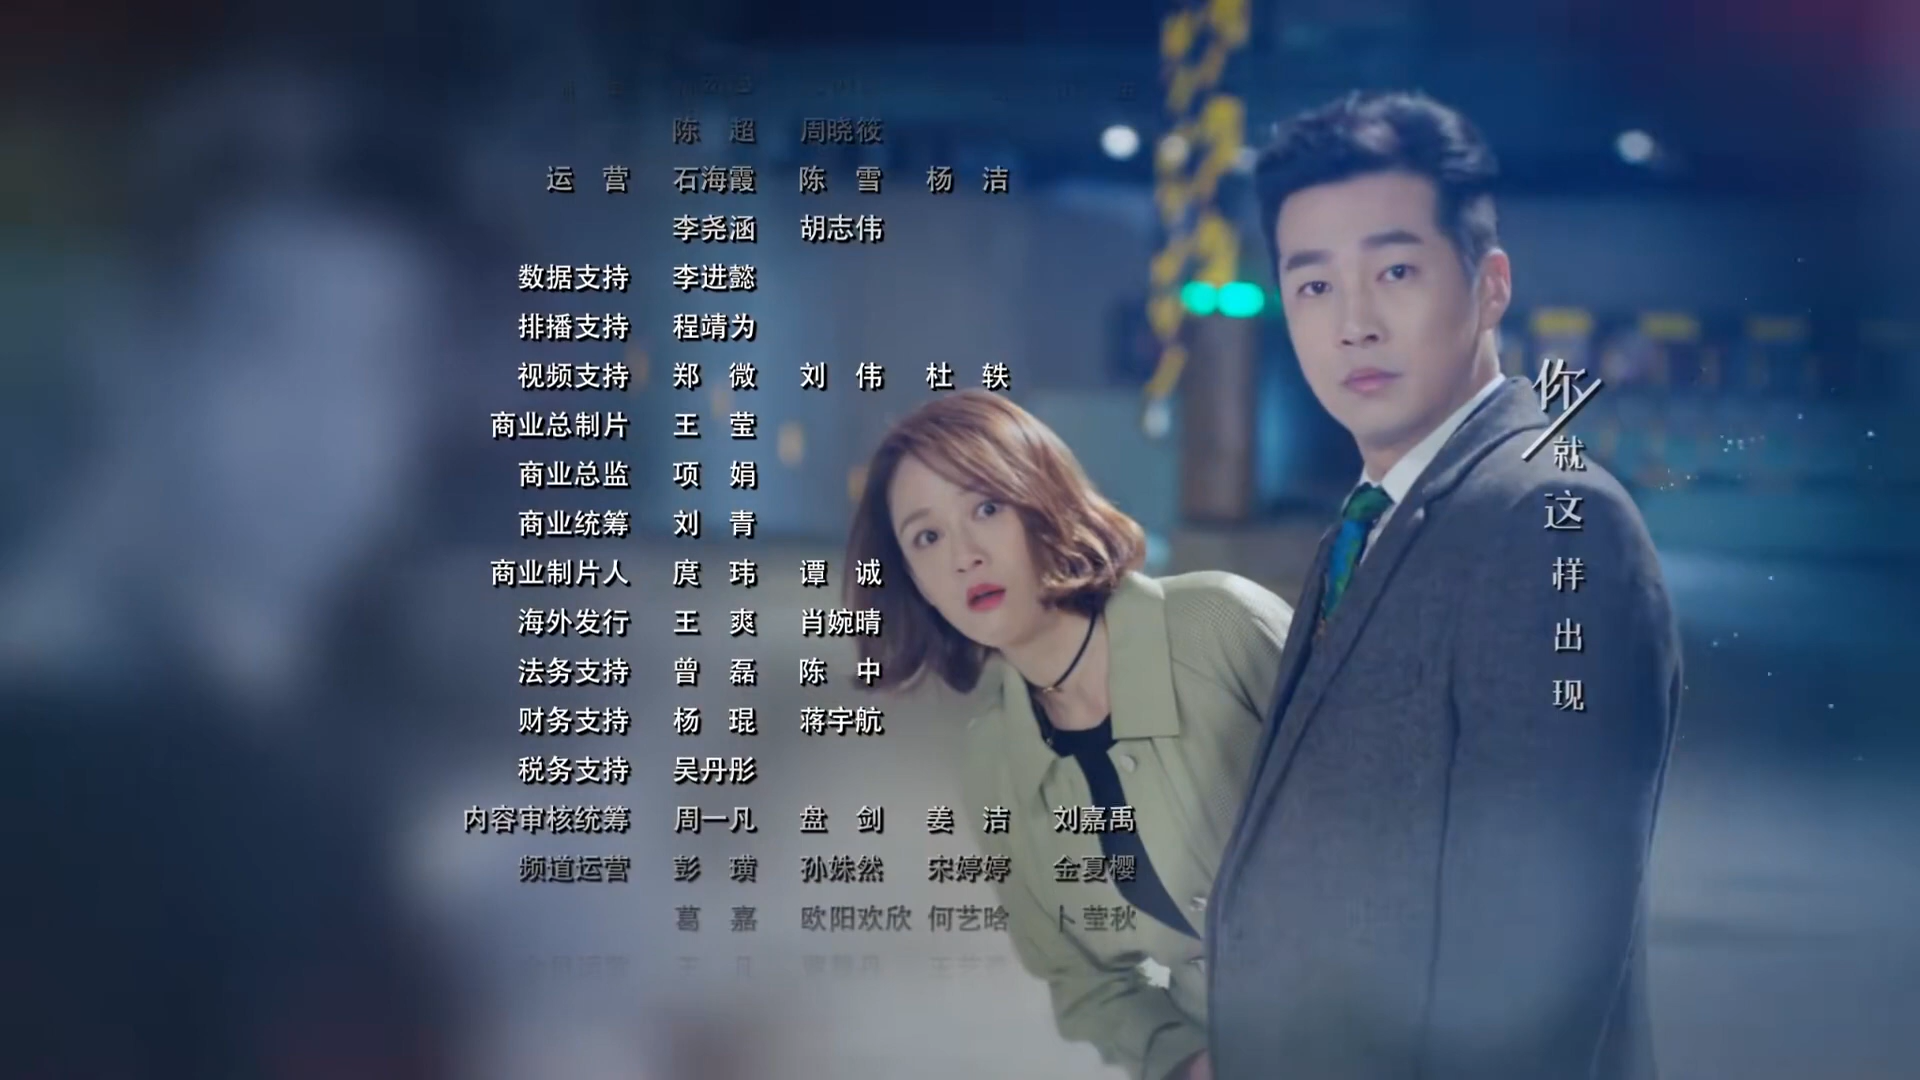 陈超 周晓筱
运营 石海霞 陈雪 杨洁
李尧涵 胡志伟
数据支持 李进懿
排播支持 程靖为
视频支持 郑微 刘伟 杜轶
商业总制片 王莹
商业总监 项娟
商业统筹 刘青
商业制片人 庹玮 谭诚
海外发行 王爽 肖婉晴
法务支持 曾磊 陈中
财务支持 杨琨 蒋宇航
税务支持 吴丹彤
内容审核统筹 周一凡 盘剑 姜洁 刘嘉禹
频道运营 彭璜 孙姝然 宋婷婷 金夏樱
葛嘉 欧阳欢欣 何艺晗 卜莹秋
你就这样出现